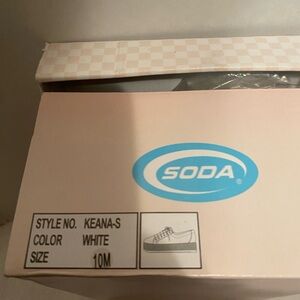 SODA ®
STYLE NO. KEANA-S
COLOR WHITE
SIZE 10M